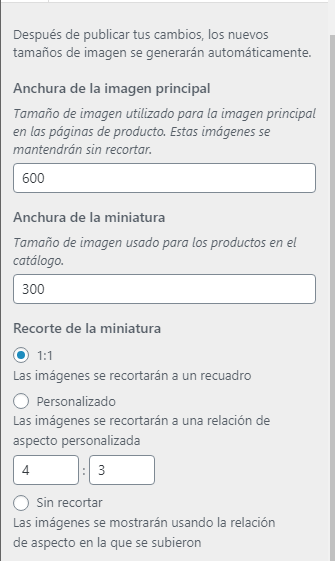 Después de publicar tus cambios, los nuevos
tamaños de imagen se generarán automáticamente.
Anchura de la imagen principal
Tamaño de imagen utilizado para la imagen principal
en las páginas de producto. Estas imágenes se
mantendrán sin recortar.
600
Anchura de la miniatura
Tamaño de imagen usado para los productos en el
catálogo.
300
Recorte de la miniatura
1:1
Las imágenes se recortarán a un recuadro
Personalizado
Las imágenes se recortarán a una relación de
aspecto personalizada
4 : 3
Sin recortar
Las imágenes se mostrarán usando la relación
de aspecto en la que se subieron